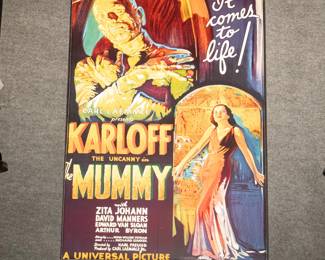 It comes
to life!
CARL LAEMMLE
presents
KARLOFF
THE UNCANNY in
The MUMMY
with
ZITA JOHANN
DAVID MANNERS
EDWARD VAN SLOAN
ARTHUR BYRON
A UNIVERSAL PICTURE